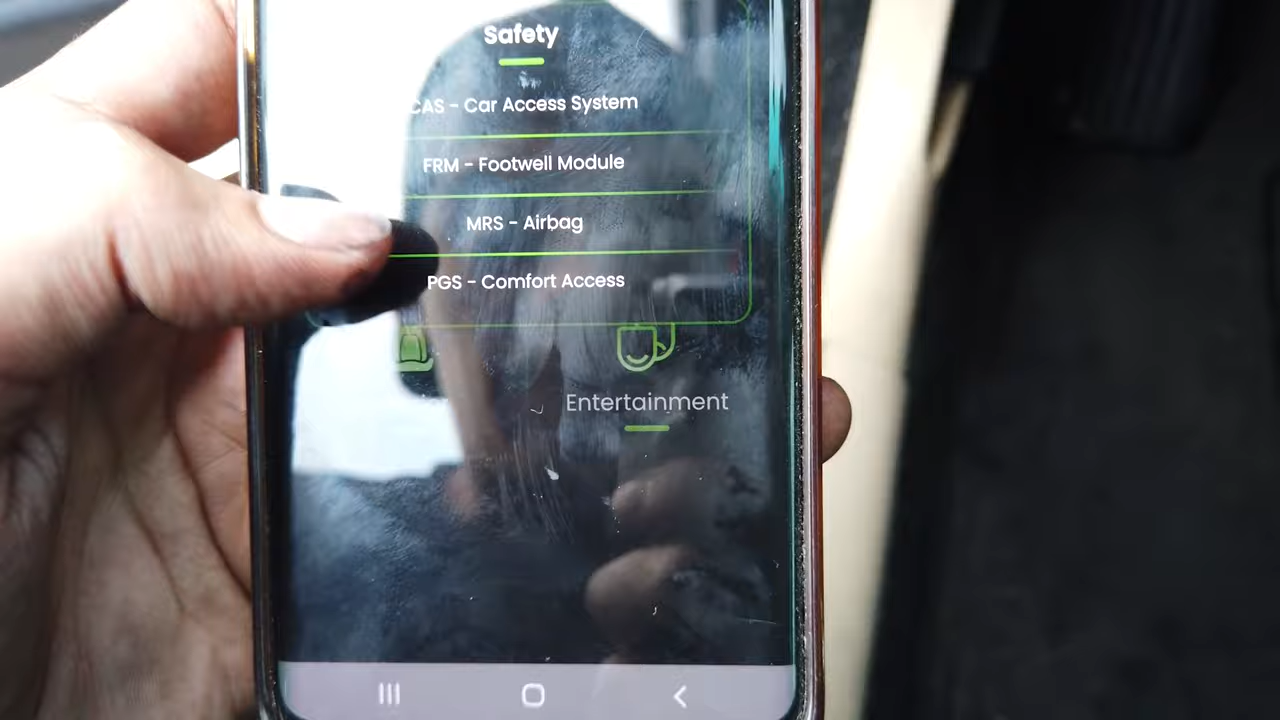 Safety
CAS - Car Access System
FRM - Footwell Module
MRS - Airbag
PGS - Comfort Access
Entertainment